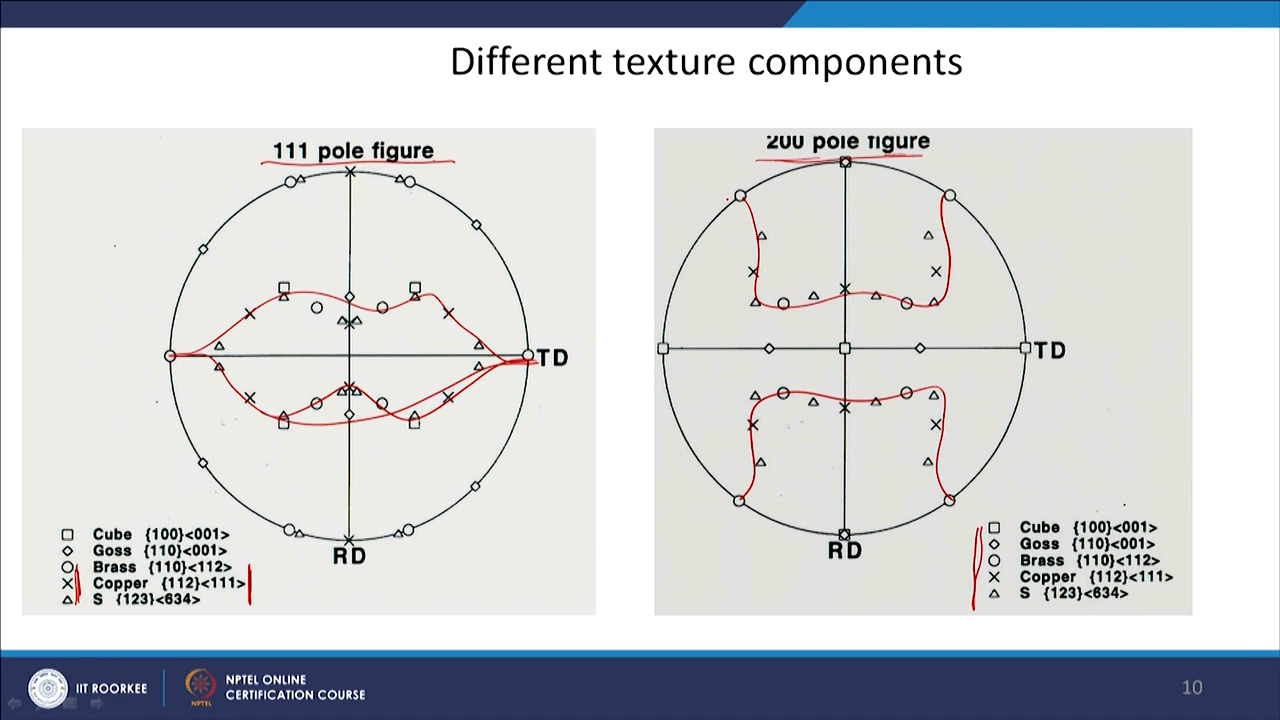 Different texture components
111 pole figure
TD
RD
Cube {100}<001>
Goss {110}<001>
Brass {110}<112>
Copper {112}<111>
S {123}<634>
200 pole figure
TD
RD
Cube {100}<001>
Goss {110}<001>
Brass {110}<112>
Copper {112}<111>
S {123}<634>
IIT ROORKEE
NPTEL
NPTEL ONLINE
CERTIFICATION COURSE
10